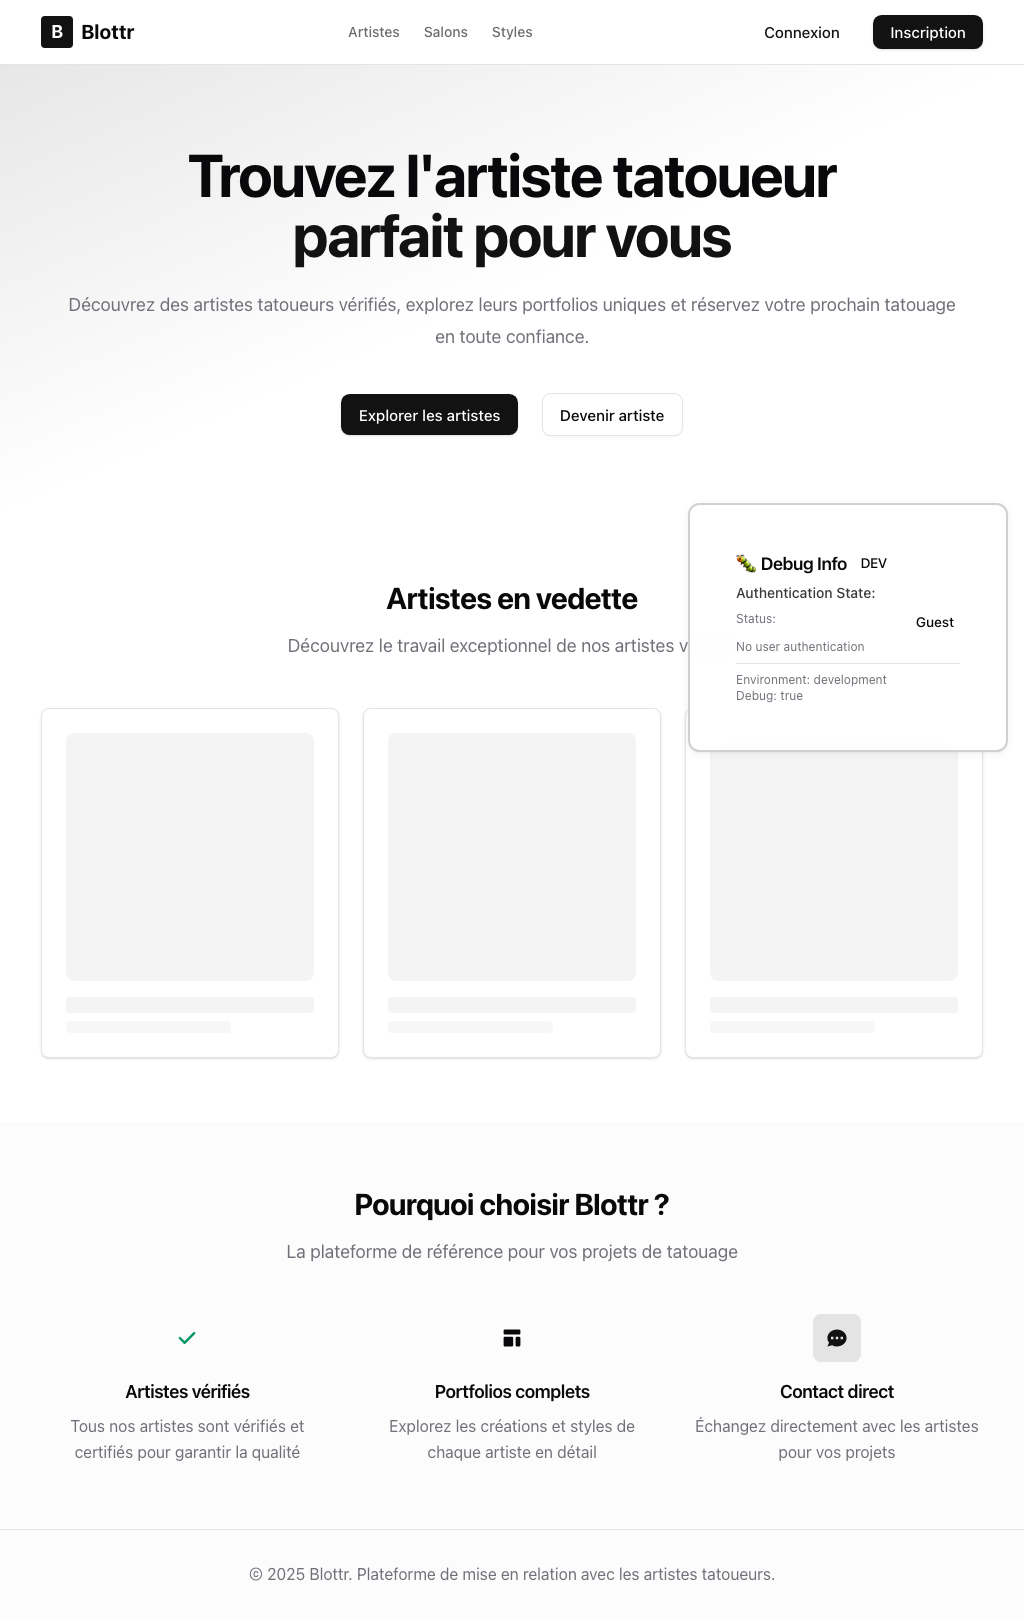 B Blottr
Artistes Salons Styles
Connexion Inscription
Trouvez l'artiste tatoueur
parfait pour vous
Découvrez des artistes tatoueurs vérifiés, explorez leurs portfolios uniques et réservez votre prochain tatouage
en toute confiance.
Explorer les artistes Devenir artiste
Artistes en vedette
Découvrez le travail exceptionnel de nos artistes
Debug Info DEV
Authentication State:
Status: Guest
No user authentication
Environment: development
Debug: true
Pourquoi choisir Blottr ?
La plateforme de référence pour vos projets de tatouage
Artistes vérifiés
Tous nos artistes sont vérifiés et
certifiés pour garantir la qualité
Portfolios complets
Explorez les créations et styles de
chaque artiste en détail
Contact direct
Échangez directement avec les artistes
pour vos projets
© 2025 Blottr. Plateforme de mise en relation avec les artistes tatoueurs.